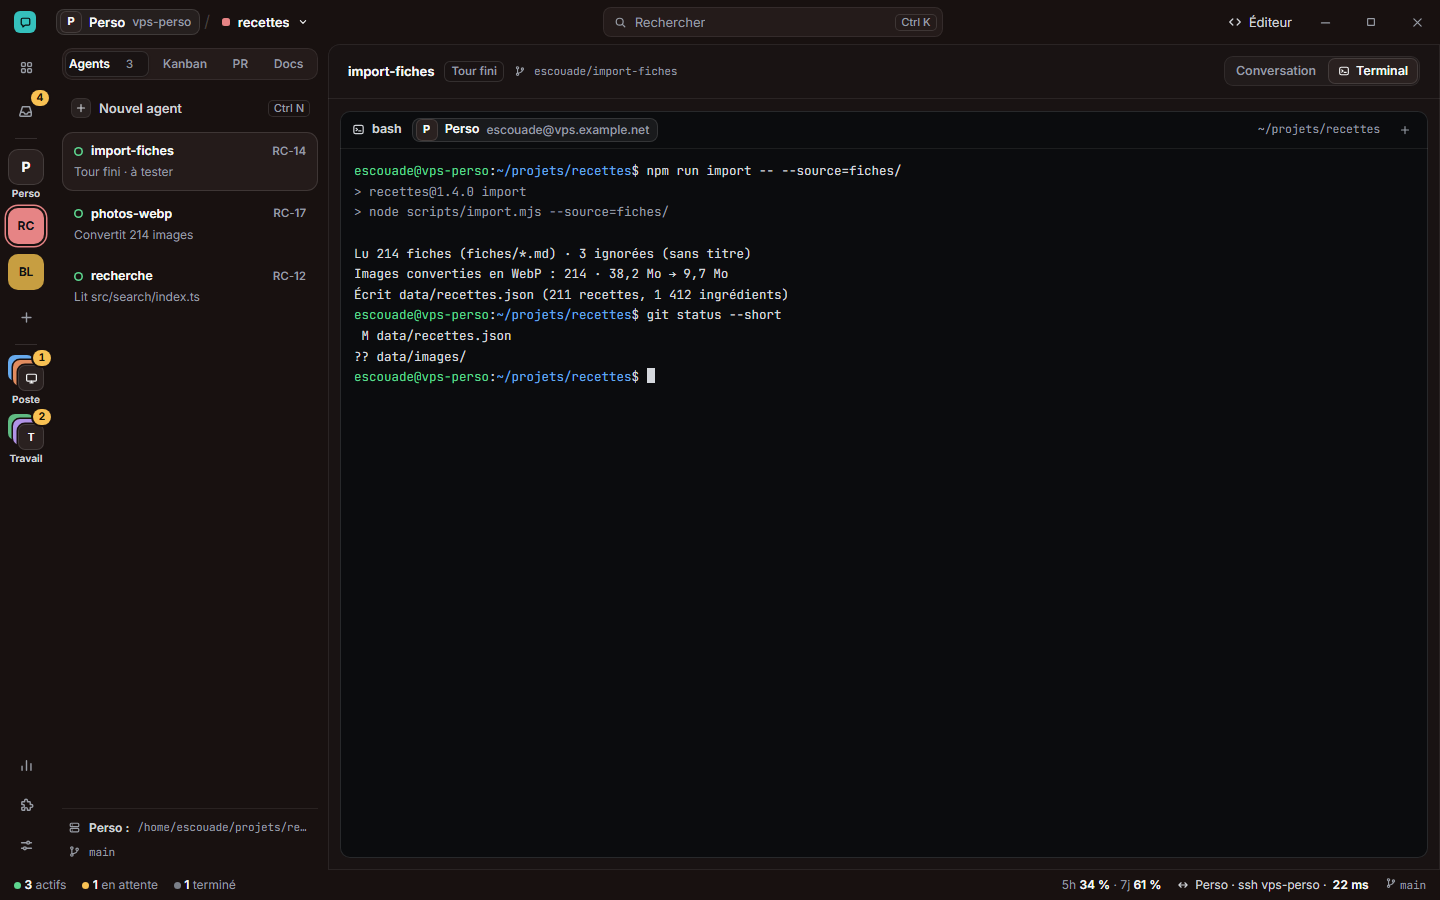 P Perso vps-perso / recettes
Rechercher Ctrl K
Éditeur
Agents 3 Kanban PR Docs
4
Nouvel agent Ctrl N
import-fiches RC-14
Tour fini · à tester
photos-webp RC-17
Convertit 214 images
recherche RC-12
Lit src/search/index.ts
P
Perso
RC
BL
1
Poste
2
T
Travail
import-fiches Tour fini escouade/import-fiches
Conversation Terminal
bash P Perso escouade@vps.example.net ~/projets/recettes
escouade@vps-perso:~/projets/recettes$ npm run import -- --source=fiches/
> recettes@1.4.0 import
> node scripts/import.mjs --source=fiches/
Lu 214 fiches (fiches/*.md) · 3 ignorées (sans titre)
Images converties en WebP : 214 · 38,2 Mo → 9,7 Mo
Écrit data/recettes.json (211 recettes, 1 412 ingrédients)
escouade@vps-perso:~/projets/recettes$ git status --short
M data/recettes.json
?? data/images/
escouade@vps-perso:~/projets/recettes$
Perso : /home/escouade/projets/re…
main
3 actifs 1 en attente 1 terminé
5h 34 % · 7j 61 % Perso · ssh vps-perso · 22 ms main